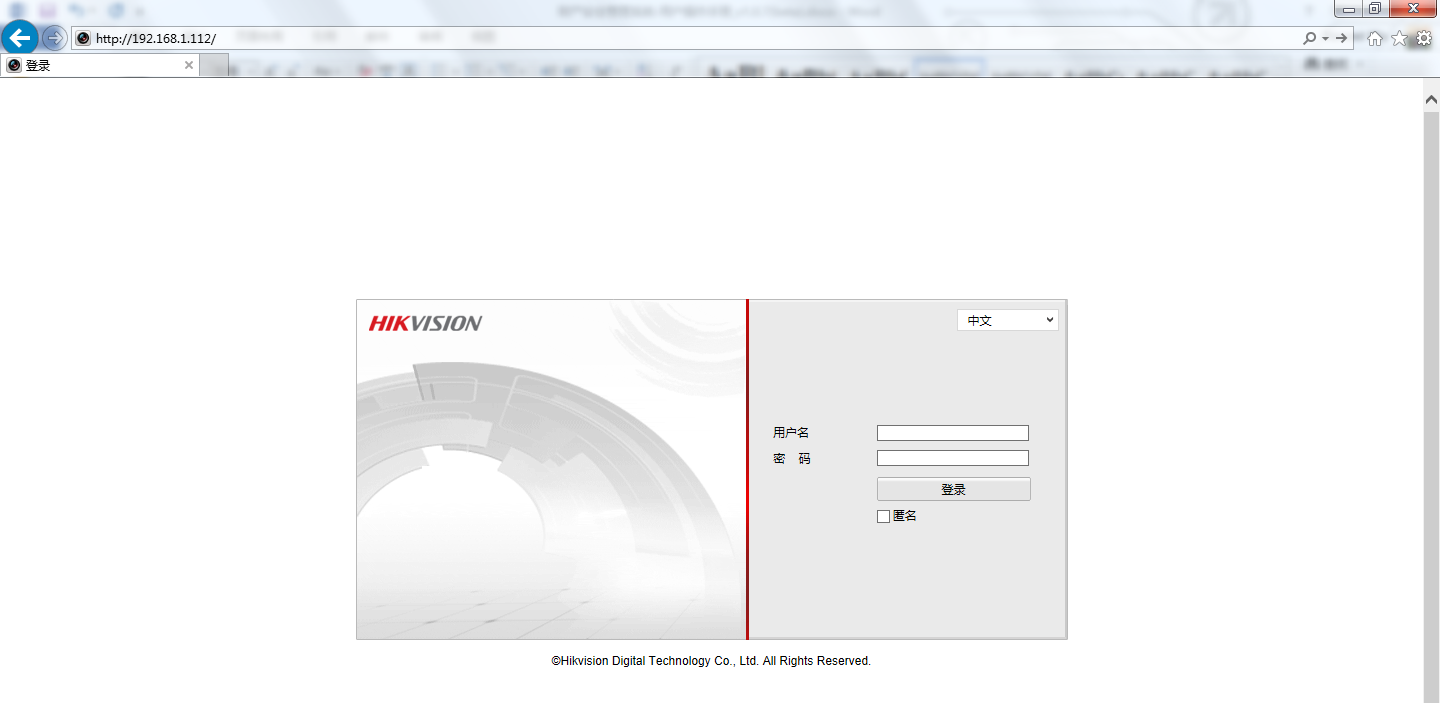 http://192.168.1.112/
登录
HIKVISION
中文
用户名
密 码
登录
匿名
©Hikvision Digital Technology Co., Ltd. All Rights Reserved.